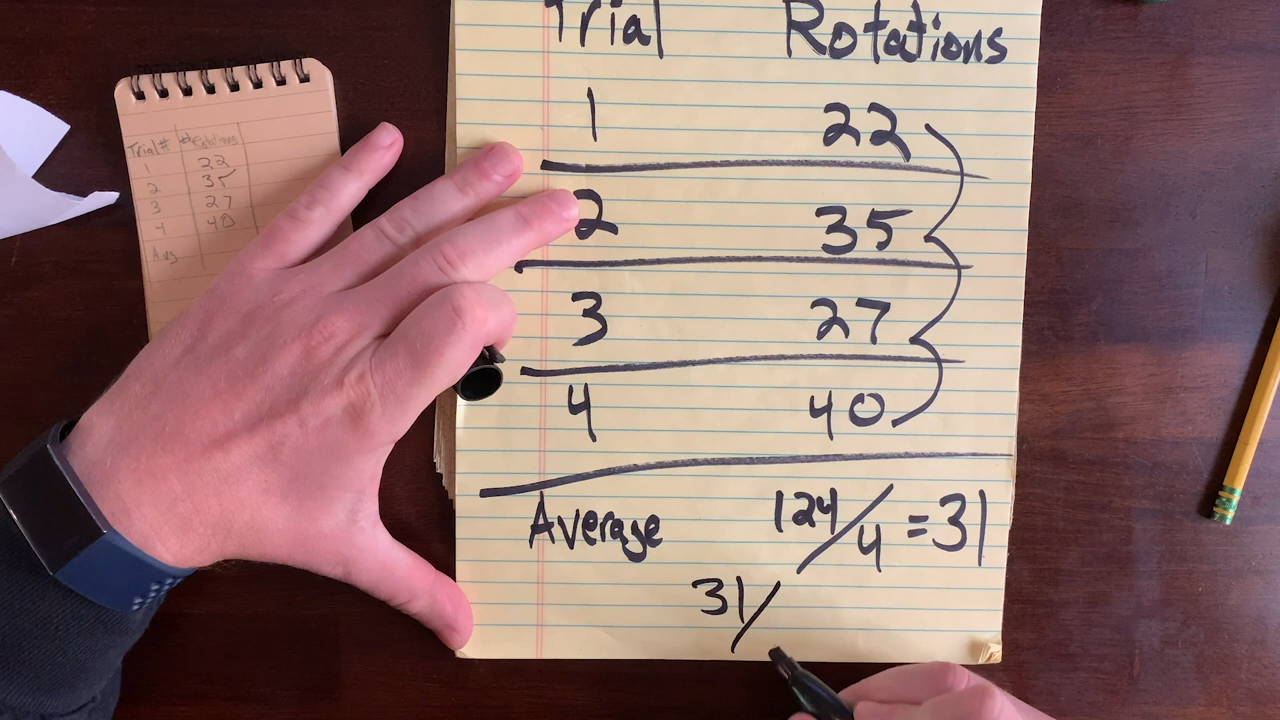 Trial Rotations
1 22
2 35
3 27
4 40
Average 124/4 = 31
31/
Trial # # Rotations
1 22
2 35
3 27
4 40
Avg